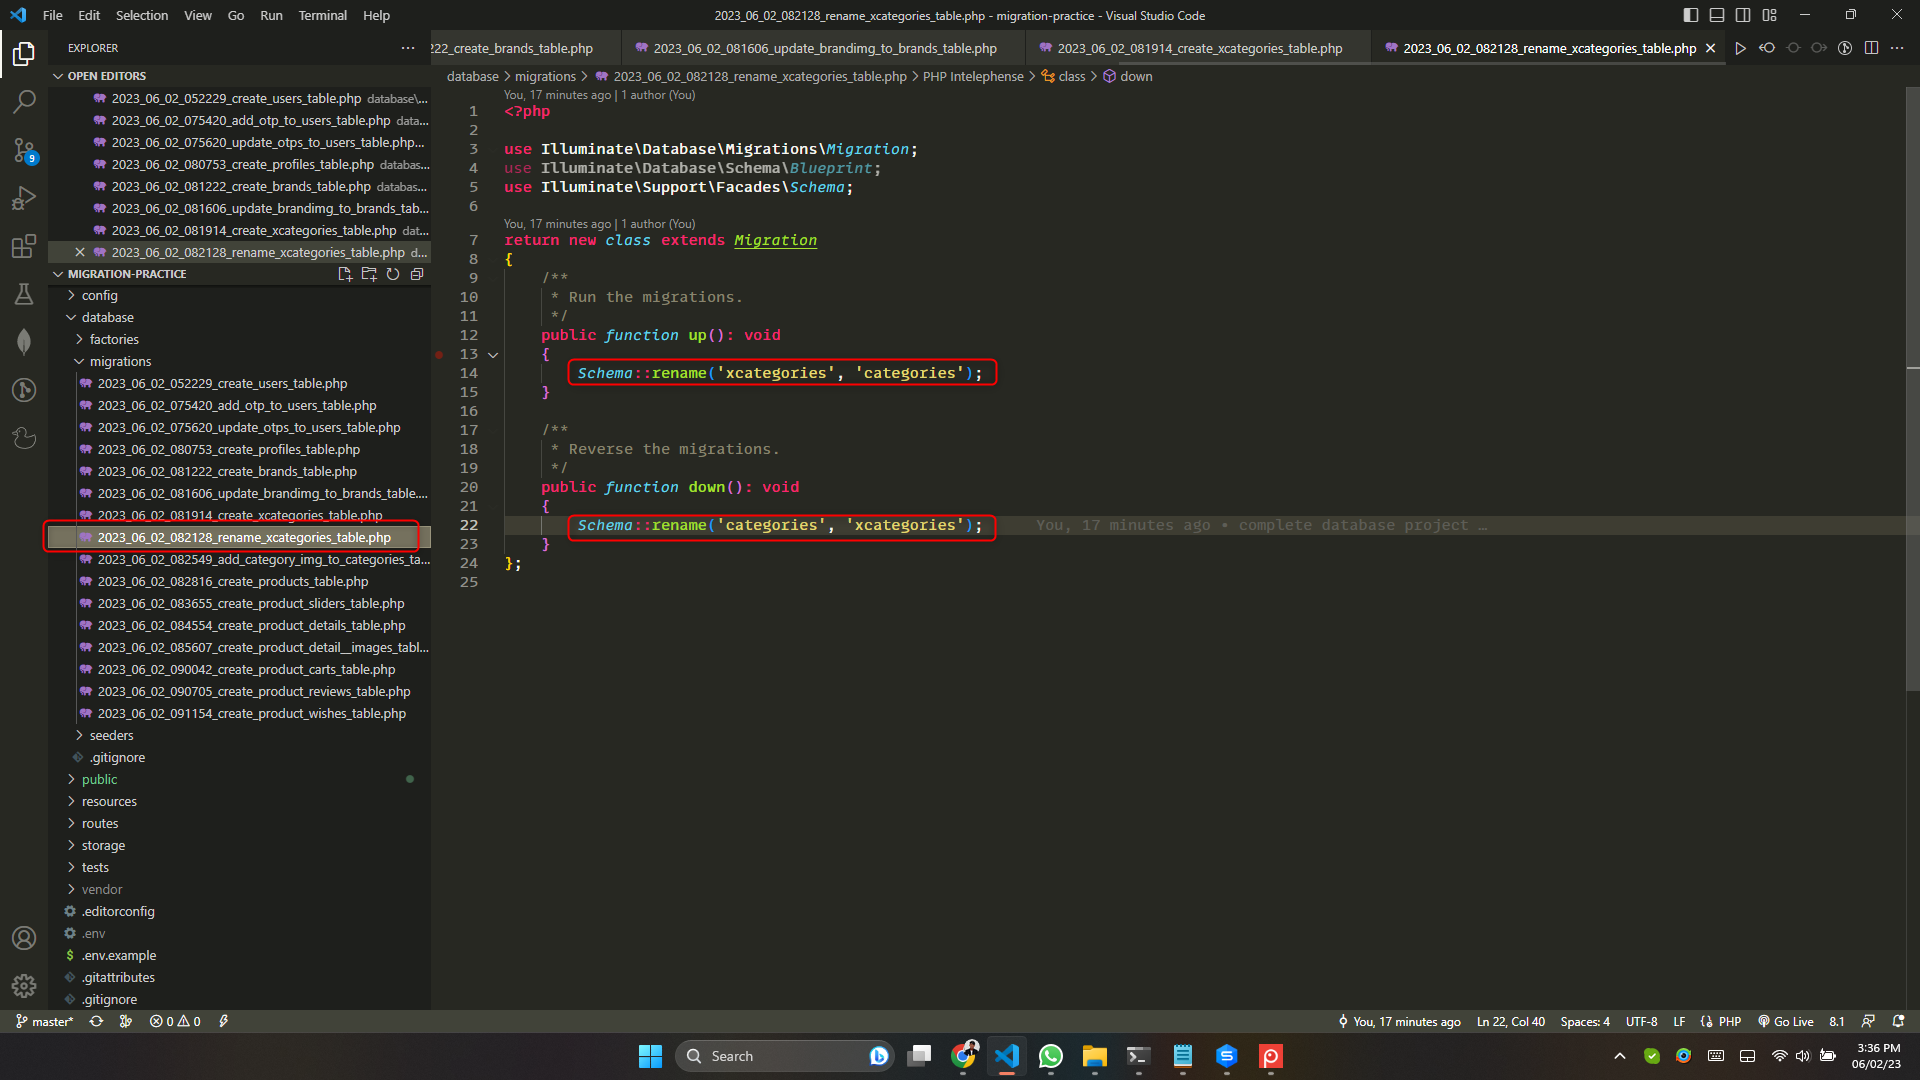 File Edit Selection View Go Run Terminal Help
2023_06_02_082128_rename_xcategories_table.php - migration-practice - Visual Studio Code
EXPLORER
222_create_brands_table.php
2023_06_02_081606_update_brandimg_to_brands_table.php
2023_06_02_081914_create_xcategories_table.php
2023_06_02_082128_rename_xcategories_table.php
OPEN EDITORS
2023_06_02_052229_create_users_table.php database\...
2023_06_02_075420_add_otp_to_users_table.php data...
2023_06_02_075620_update_otps_to_users_table.php...
2023_06_02_080753_create_profiles_table.php databas...
2023_06_02_081222_create_brands_table.php databas...
2023_06_02_081606_update_brandimg_to_brands_tab...
2023_06_02_081914_create_xcategories_table.php dat...
2023_06_02_082128_rename_xcategories_table.php d...
MIGRATION-PRACTICE
config
database
factories
migrations
2023_06_02_052229_create_users_table.php
2023_06_02_075420_add_otp_to_users_table.php
2023_06_02_075620_update_otps_to_users_table.php
2023_06_02_080753_create_profiles_table.php
2023_06_02_081222_create_brands_table.php
2023_06_02_081606_update_brandimg_to_brands_table....
2023_06_02_081914_create_xcategories_table.php
2023_06_02_082128_rename_xcategories_table.php
2023_06_02_082549_add_category_img_to_categories_ta...
2023_06_02_082816_create_products_table.php
2023_06_02_083655_create_product_sliders_table.php
2023_06_02_084554_create_product_details_table.php
2023_06_02_085607_create_product_detail__images_tabl...
2023_06_02_090042_create_product_carts_table.php
2023_06_02_090705_create_product_reviews_table.php
2023_06_02_091154_create_product_wishes_table.php
seeders
.gitignore
public
resources
routes
storage
tests
vendor
.editorconfig
.env
$ .env.example
.gitattributes
.gitignore
database > migrations > 2023_06_02_082128_rename_xcategories_table.php > PHP Intelephense > class > down
You, 17 minutes ago | 1 author (You)
1 <?php
2
3 use Illuminate\Database\Migrations\Migration;
4 use Illuminate\Database\Schema\Blueprint;
5 use Illuminate\Support\Facades\Schema;
6
You, 17 minutes ago | 1 author (You)
7 return new class extends Migration
8 {
9 /**
10 * Run the migrations.
11 */
12 public function up(): void
13 {
14 Schema::rename('xcategories', 'categories');
15 }
16
17 /**
18 * Reverse the migrations.
19 */
20 public function down(): void
21 {
22 Schema::rename('categories', 'xcategories'); You, 17 minutes ago • complete database project …
23 }
24 };
25
9
master* 0 0
You, 17 minutes ago Ln 22, Col 40 Spaces: 4 UTF-8 LF {} PHP Go Live 8.1
Search
3:36 PM
06/02/23